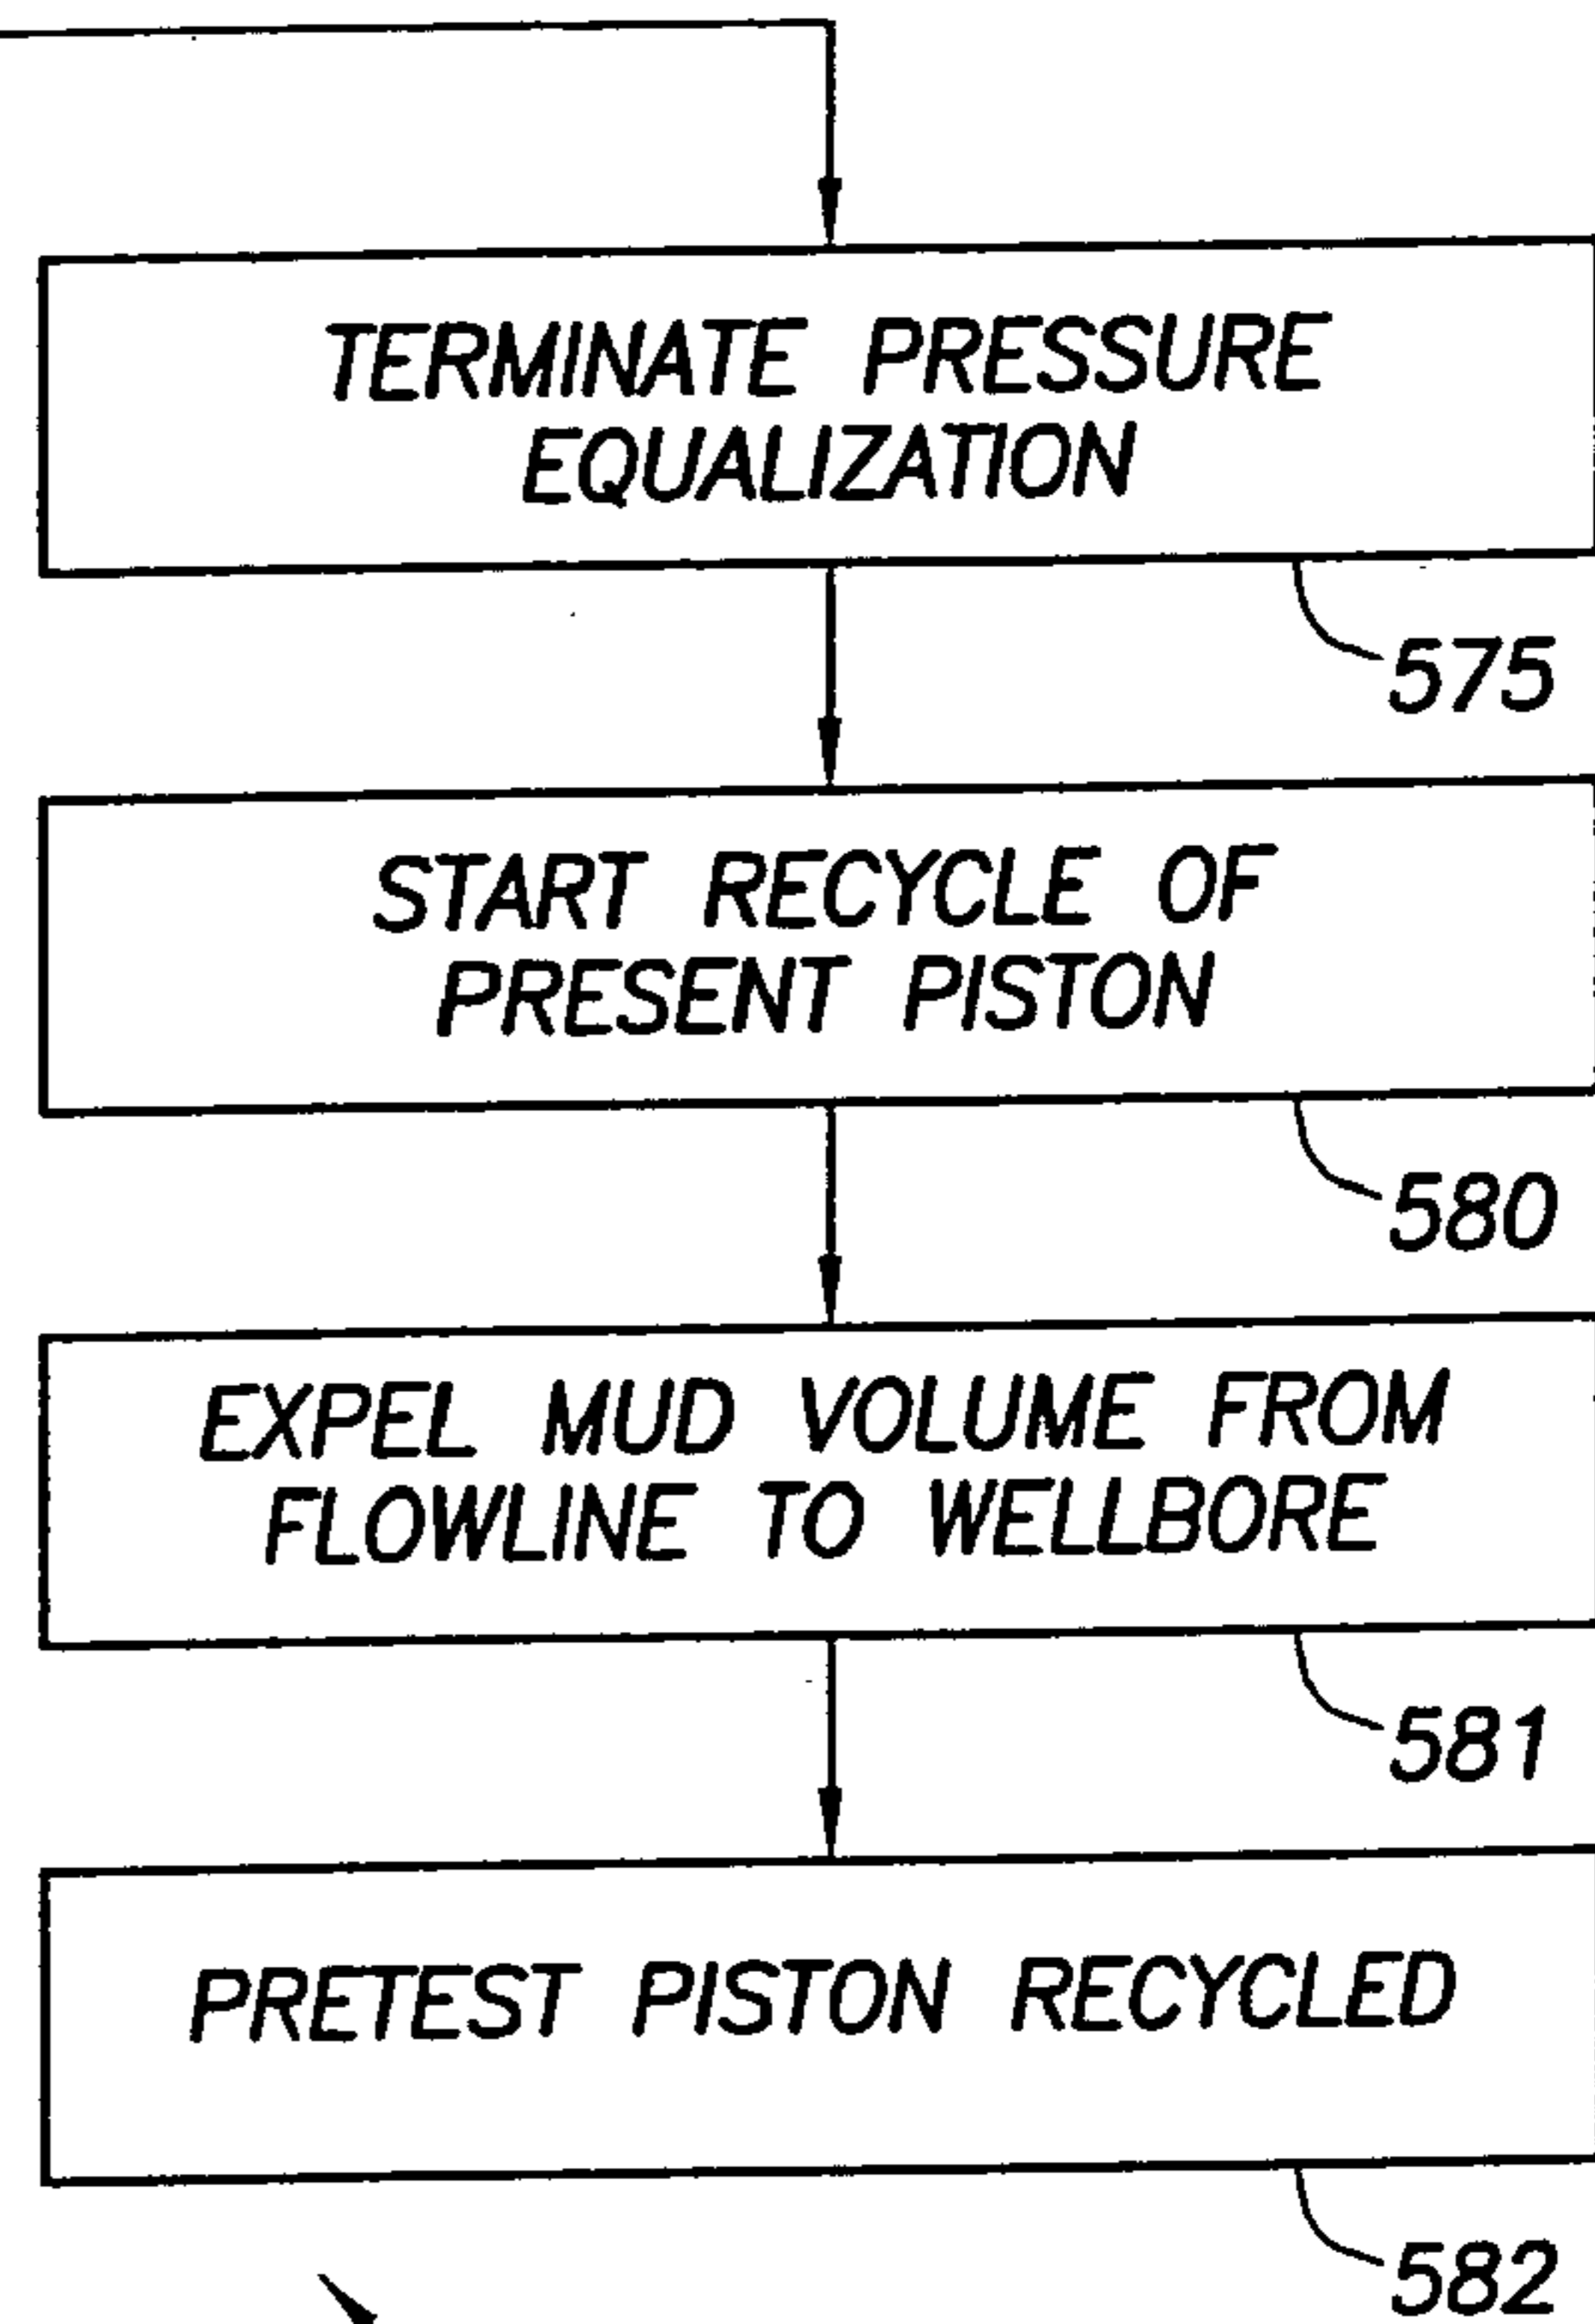 TERMINATE PRESSURE
EQUALIZATION
575
START RECYCLE OF
PRESENT PISTON
580
EXPEL MUD VOLUME FROM
FLOWLINE TO WELLBORE
581
PRETEST PISTON RECYCLED
582